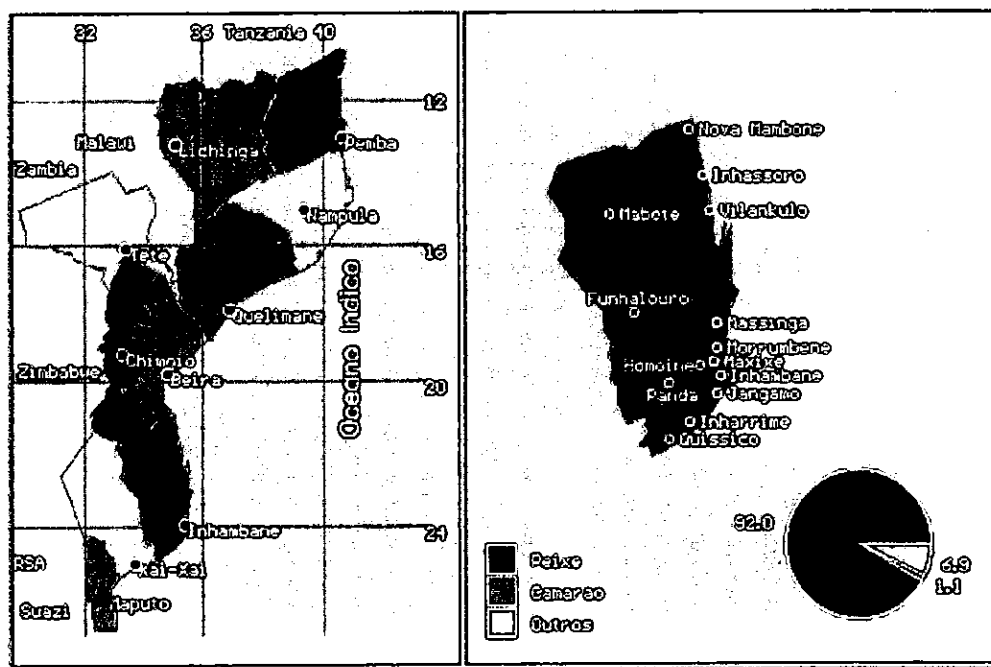 32 36 Tanzania 40
12
Malawi
Lichinga
Pemba
Zambia
Nampula
16
Tete
Quelimane
Oceano Indico
Chimoio
Zimbabwe
Beira
20
Inhambane
24
RSA
Xai-Xai
Suazi
Maputo
Nova Mambone
Inhassoro
Mabote
Vilankulo
Funhalouro
Massinga
Morrumbene
Homoine
Maxixe
Inhambane
Panda
Jangamo
Inharrime
Quissico
92.0
6.9
1.1
Peixe
Camarao
Outros